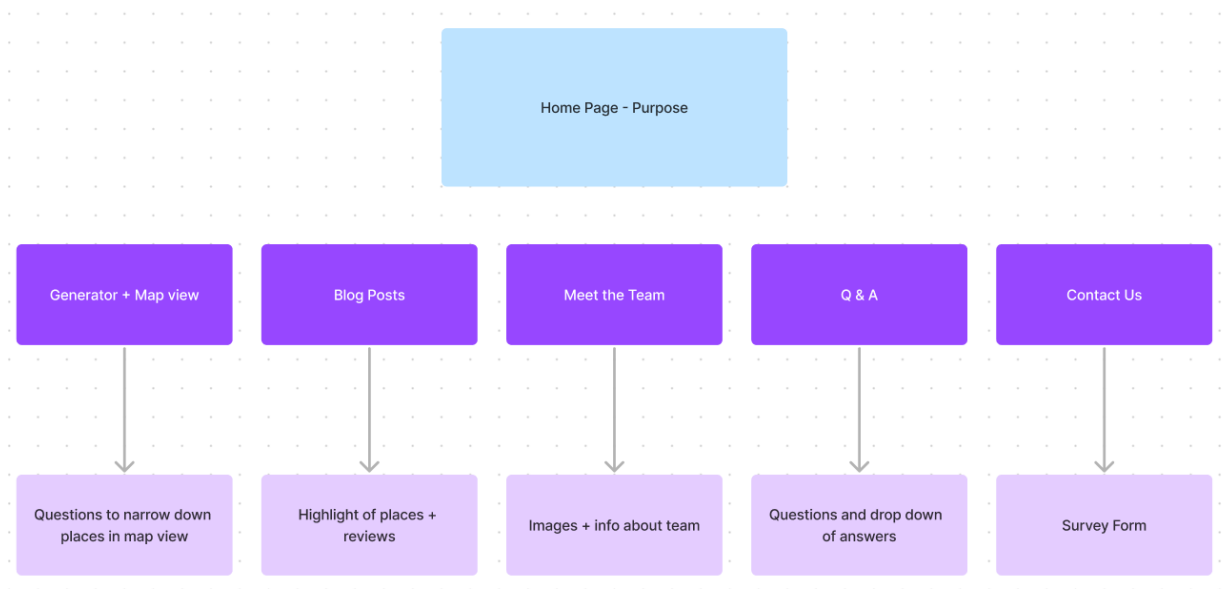 Home Page - Purpose
Generator + Map view
Blog Posts
Meet the Team
Q & A
Contact Us
Questions to narrow down
places in map view
Highlight of places +
reviews
Images + info about team
Questions and drop down
of answers
Survey Form